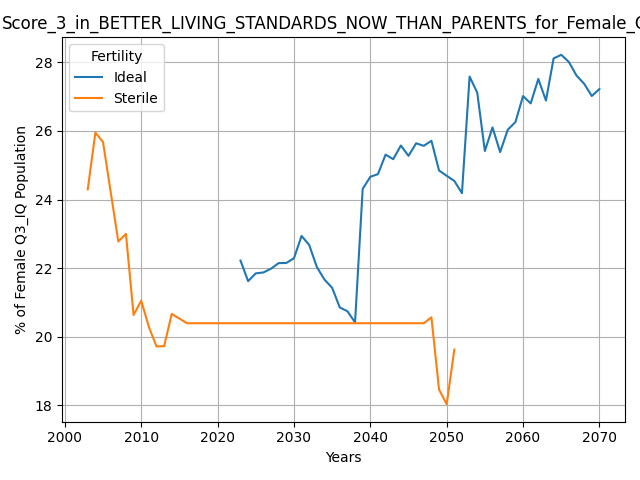 Score_3_in_BETTER_LIVING_STANDARDS_NOW_THAN_PARENTS_for_Female_
Fertility
Ideal
Sterile
28
26
24
22
20
18
% of Female Q3_IQ Population
2000 2010 2020 2030 2040 2050 2060 2070
Years